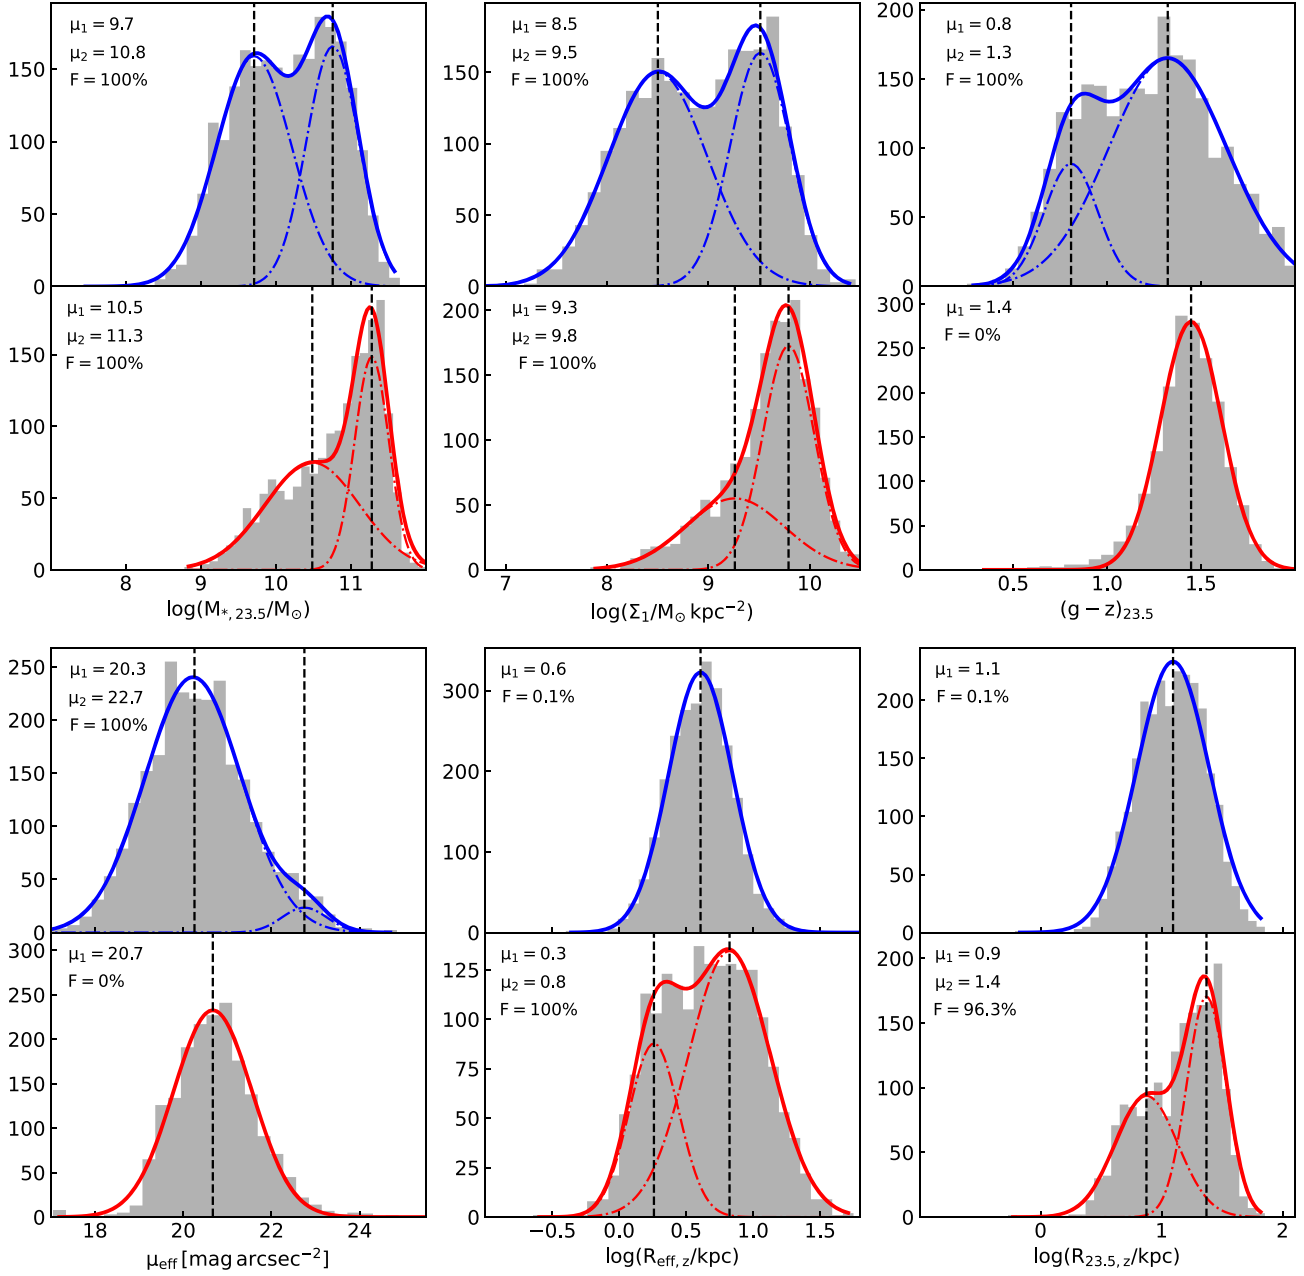 μ₁ = 9.7
μ₂ = 10.8
F = 100%
150
100
50
0
μ₁ = 8.5
μ₂ = 9.5
F = 100%
150
100
50
0
μ₁ = 0.8
μ₂ = 1.3
F = 100%
200
150
100
50
0
μ₁ = 10.5
μ₂ = 11.3
F = 100%
150
100
50
0
8 9 10 11
log(M*, 23.5/M⊙)
μ₁ = 9.3
μ₂ = 9.8
F = 100%
200
150
100
50
0
7 8 9 10
log(Σ₁/M⊙ kpc⁻²)
μ₁ = 1.4
F = 0%
300
250
200
150
100
50
0
0.5 1.0 1.5
(g − z)23.5
μ₁ = 20.3
μ₂ = 22.7
F = 100%
250
200
150
100
50
0
μ₁ = 0.6
F = 0.1%
300
200
100
0
μ₁ = 1.1
F = 0.1%
200
150
100
50
0
μ₁ = 20.7
F = 0%
300
250
200
150
100
50
0
18 20 22 24
μeff [mag arcsec⁻²]
μ₁ = 0.3
μ₂ = 0.8
F = 100%
125
100
75
50
25
0
−0.5 0.0 0.5 1.0 1.5
log(Reff, z/kpc)
μ₁ = 0.9
μ₂ = 1.4
F = 96.3%
200
150
100
50
0
0 1 2
log(R23.5, z/kpc)